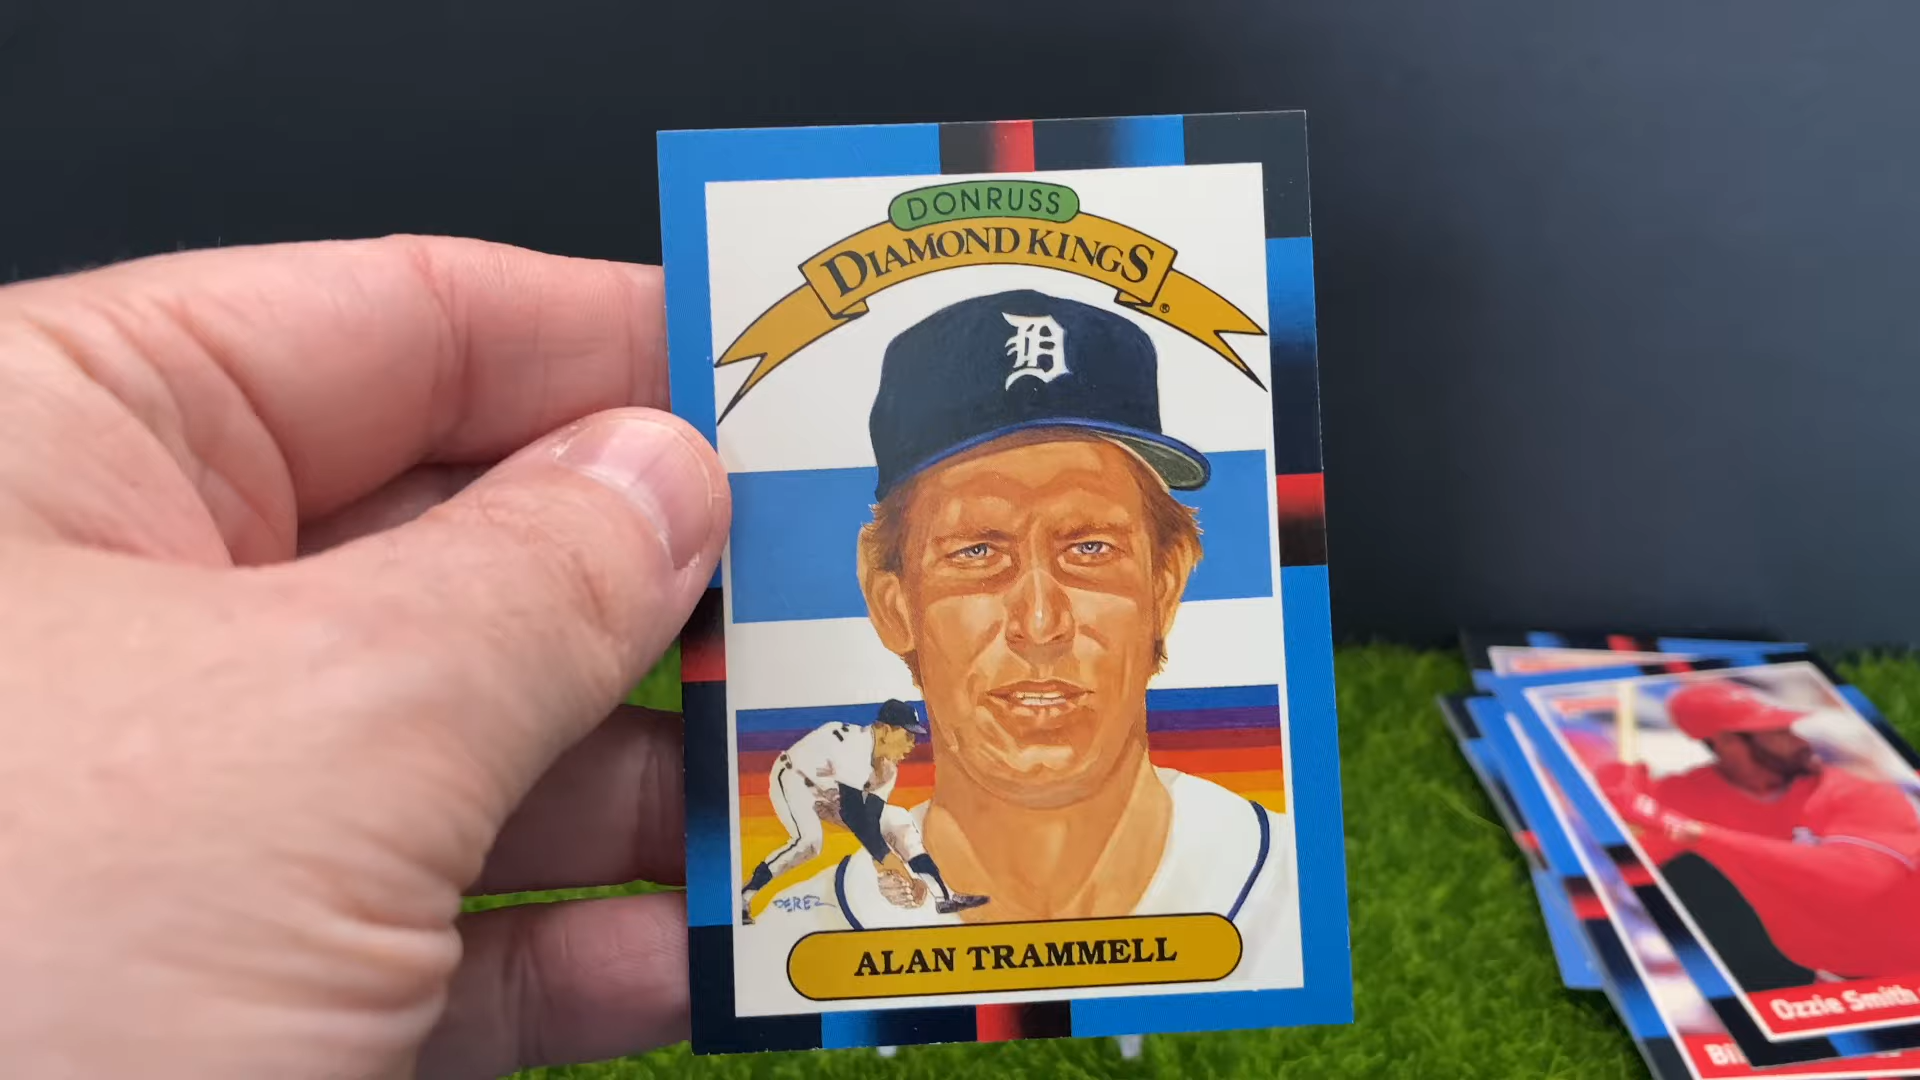 DONRUSS
DIAMOND KINGS
®
D
PEREZ
ALAN TRAMMELL
Ozzie Smith